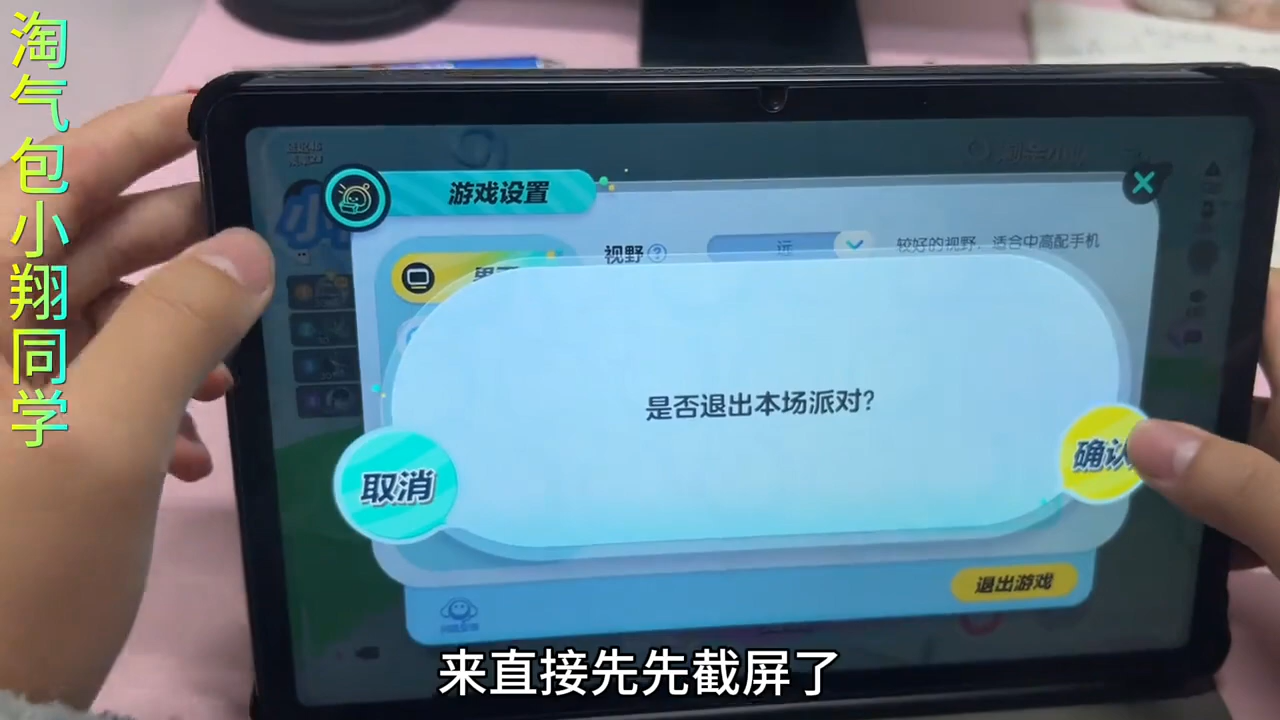 淘气包小翔同学
游戏设置
视野?
远
较好的视野，适合中高配手机
是否退出本场派对？
取消
确认
退出游戏
来直接先先截屏了